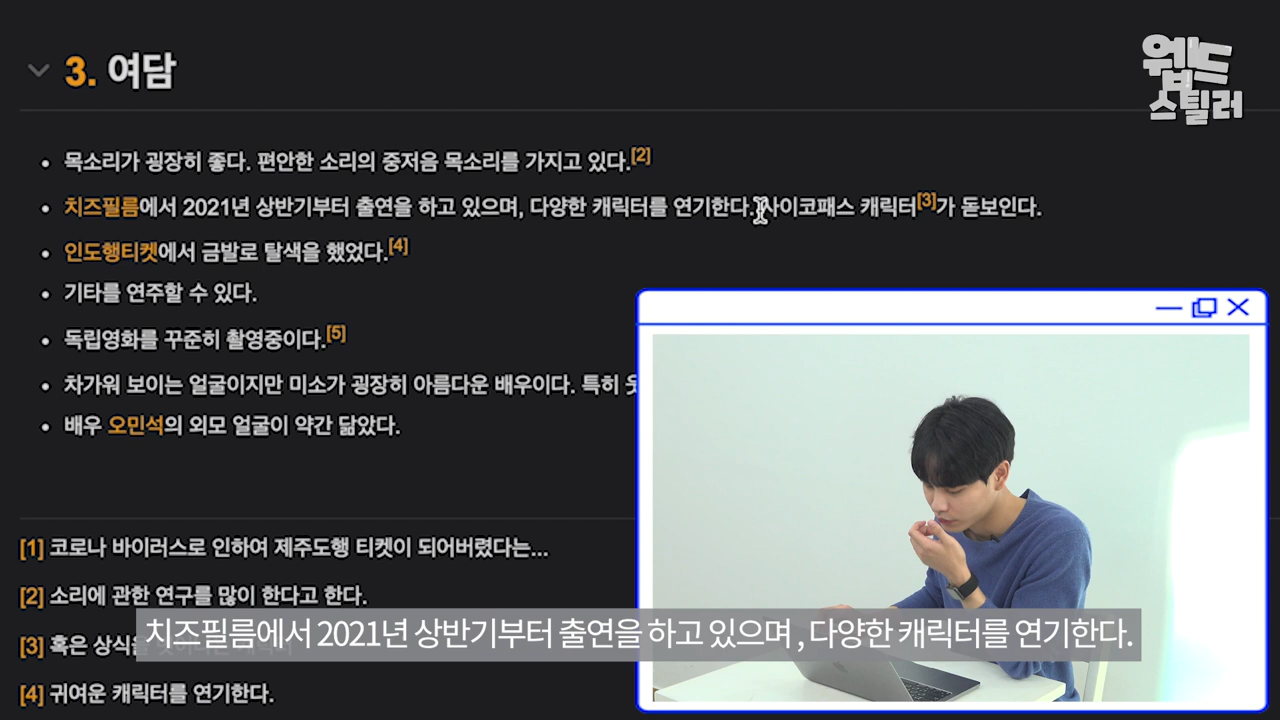 웹드
스틸러
3. 여담
목소리가 굉장히 좋다. 편안한 소리의 중저음 목소리를 가지고 있다.[2]
치즈필름에서 2021년 상반기부터 출연을 하고 있으며, 다양한 캐릭터를 연기한다. 사이코패스 캐릭터[3]가 돋보인다.
인도행티켓에서 금발로 탈색을 했었다.[4]
기타를 연주할 수 있다.
독립영화를 꾸준히 촬영중이다.[5]
차가워 보이는 얼굴이지만 미소가 굉장히 아름다운 배우이다. 특히
배우 오민석의 외모 얼굴이 약간 닮았다.
[1] 코로나 바이러스로 인하여 제주도행 티켓이 되어버렸다는...
[2] 소리에 관한 연구를 많이 한다고 한다.
[3] 혹은 상식을
치즈필름에서 2021년 상반기부터 출연을 하고 있으며, 다양한 캐릭터를 연기한다.
[4] 귀여운 캐릭터를 연기한다.